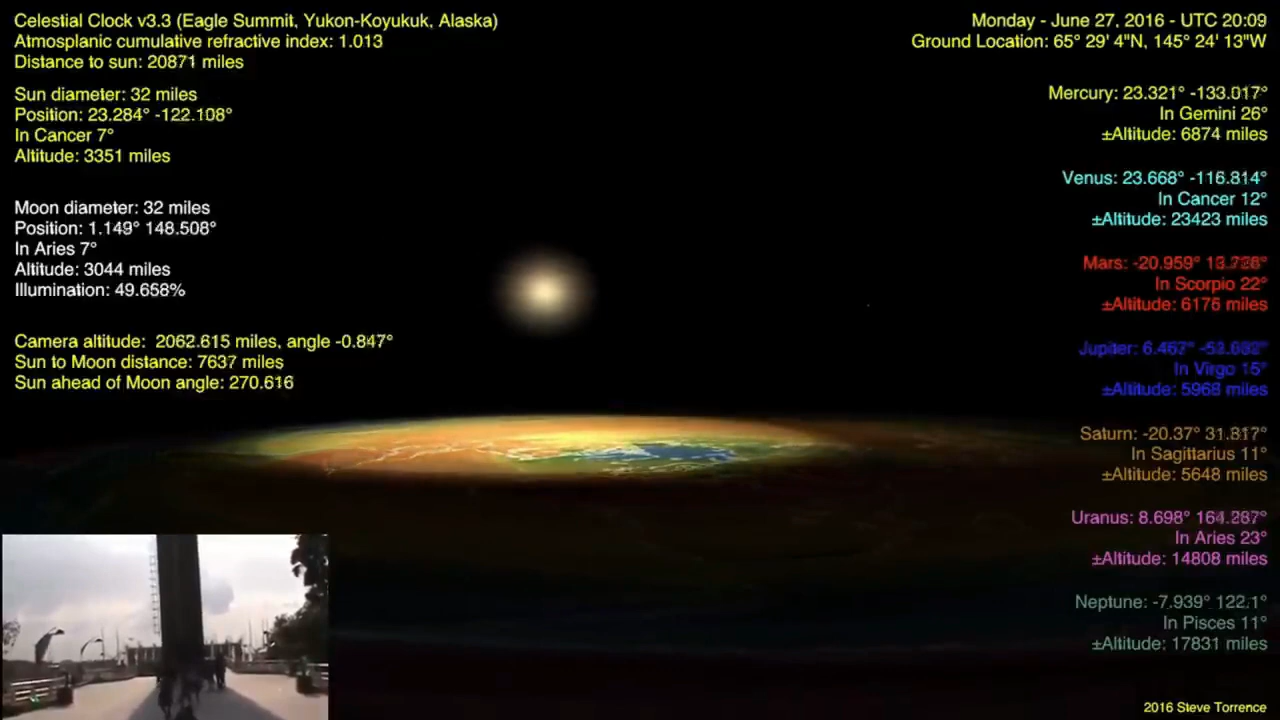 Celestial Clock v3.3 (Eagle Summit, Yukon-Koyukuk, Alaska)
Atmosplanic cumulative refractive index: 1.013
Distance to sun: 20871 miles
Sun diameter: 32 miles
Position: 23.284° -122.108°
In Cancer 7°
Altitude: 3351 miles
Moon diameter: 32 miles
Position: 1.149° 148.508°
In Aries 7°
Altitude: 3044 miles
Illumination: 49.658%
Camera altitude: 2062.615 miles, angle -0.847°
Sun to Moon distance: 7637 miles
Sun ahead of Moon angle: 270.616
Monday - June 27, 2016 - UTC 20:09
Ground Location: 65° 29' 4"N, 145° 24' 13"W
Mercury: 23.321° -133.017°
In Gemini 26°
±Altitude: 6874 miles
Venus: 23.668° -116.814°
In Cancer 12°
±Altitude: 23423 miles
Mars: -20.959°
In Scorpio 22°
±Altitude: 6175 miles
Jupiter: 6.467°
In Virgo 15°
±Altitude: 5968 miles
Saturn: -20.37° 31.817°
In Sagittarius 11°
±Altitude: 5648 miles
Uranus: 8.698° 164.287°
In Aries 23°
±Altitude: 14808 miles
Neptune: -7.939° 122.1°
In Pisces 11°
±Altitude: 17831 miles
2016 Steve Torrence